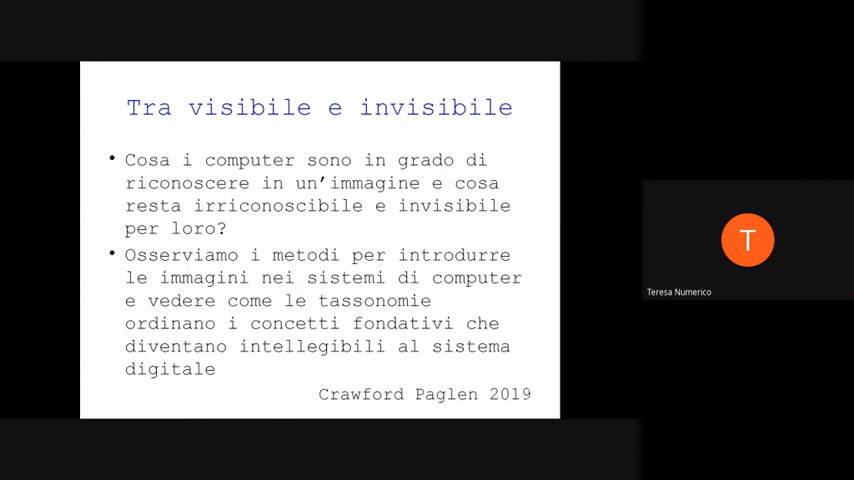 Tra visibile e invisibile
• Cosa i computer sono in grado di
riconoscere in un’immagine e cosa
resta irriconoscibile e invisibile
per loro?
• Osserviamo i metodi per introdurre
le immagini nei sistemi di computer
e vedere come le tassonomie
ordinano i concetti fondativi che
diventano intellegibili al sistema
digitale
Crawford Paglen 2019
T
Teresa Numerico